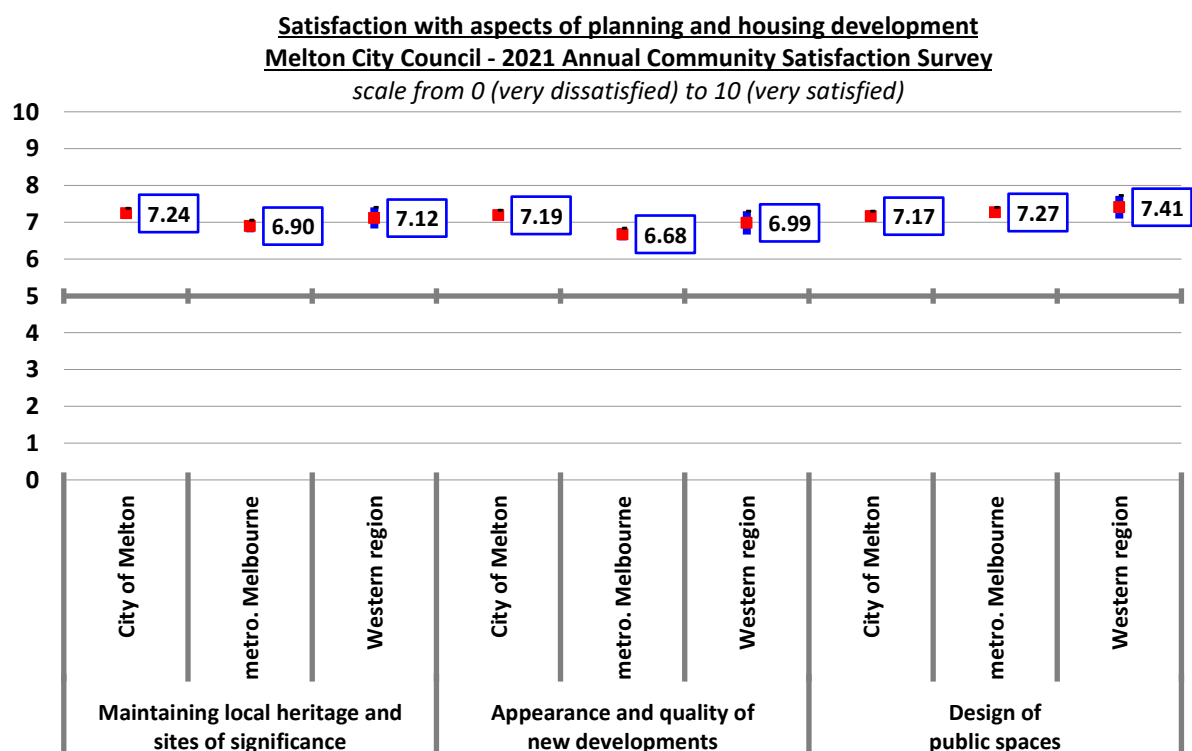 Satisfaction with aspects of planning and housing development
Melton City Council - 2021 Annual Community Satisfaction Survey
scale from 0 (very dissatisfied) to 10 (very satisfied)
10
9
8
7
6
5
4
3
2
1
0
7.24
6.90
7.12
7.19
6.68
6.99
7.17
7.27
7.41
City of Melton
metro. Melbourne
Western region
City of Melton
metro. Melbourne
Western region
City of Melton
metro. Melbourne
Western region
Maintaining local heritage and
sites of significance
Appearance and quality of
new developments
Design of
public spaces